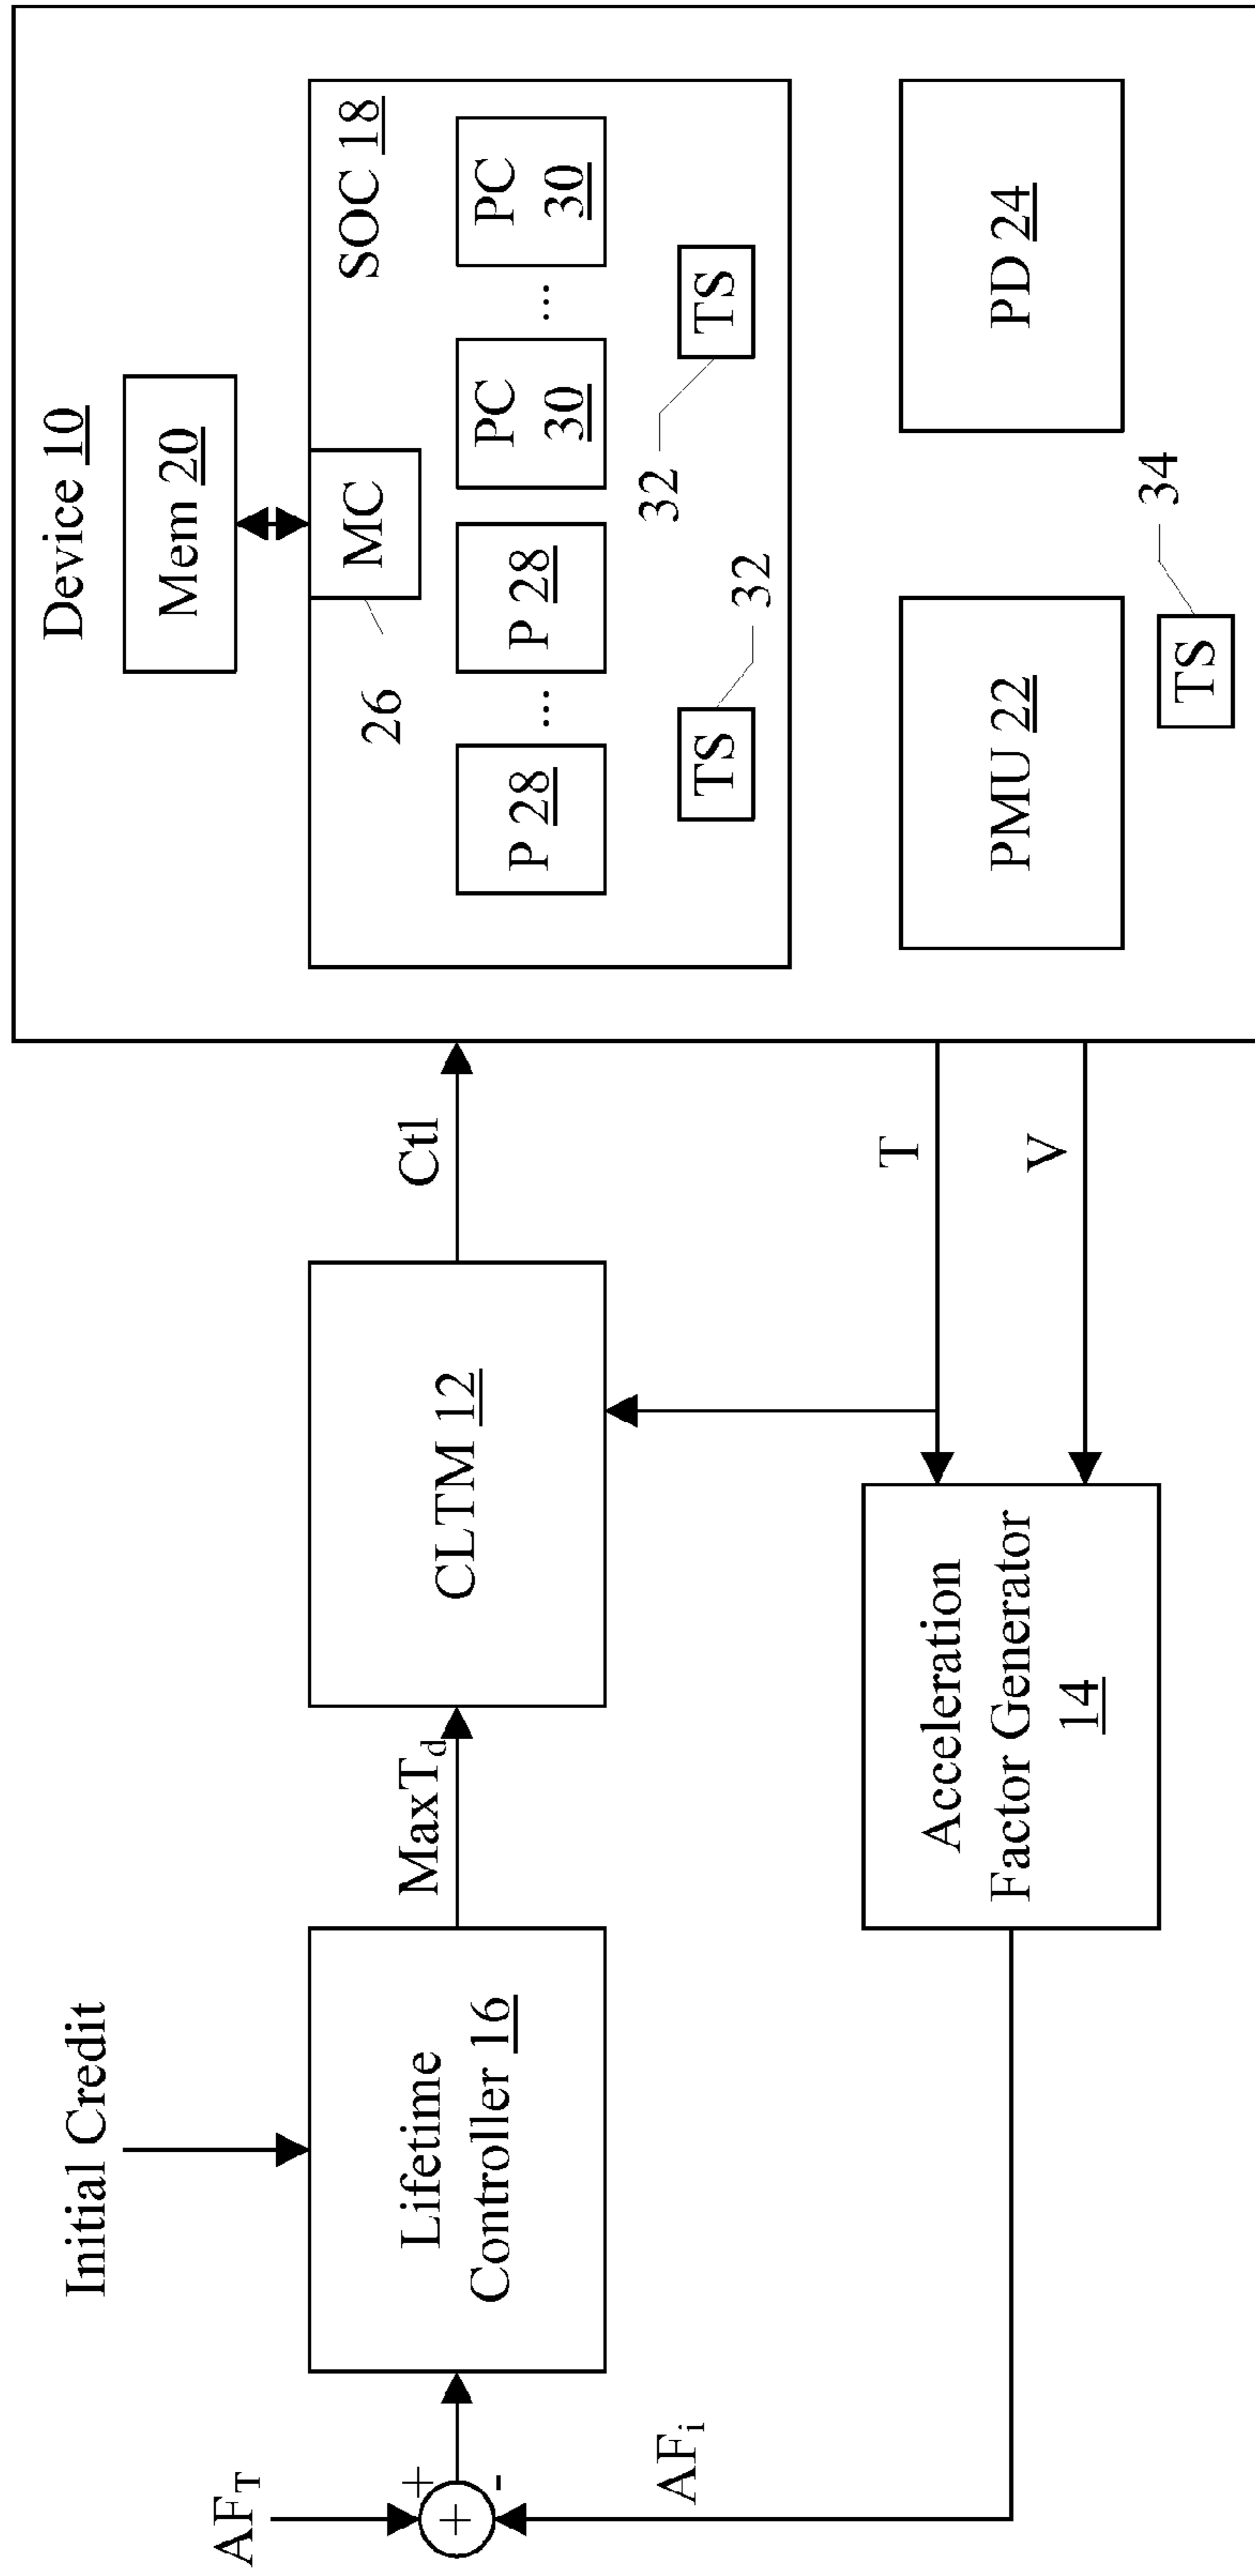 Device 10
Mem 20
MC
26
SOC 18
P 28
...
P 28
PC
30
...
PC
30
TS
32
32
TS
PMU 22
PD 24
TS
34
Initial Credit
AF_T
+
+
-
AF_i
Lifetime
Controller 16
MaxT_d
CLTM 12
Ctl
T
V
Acceleration
Factor Generator
14